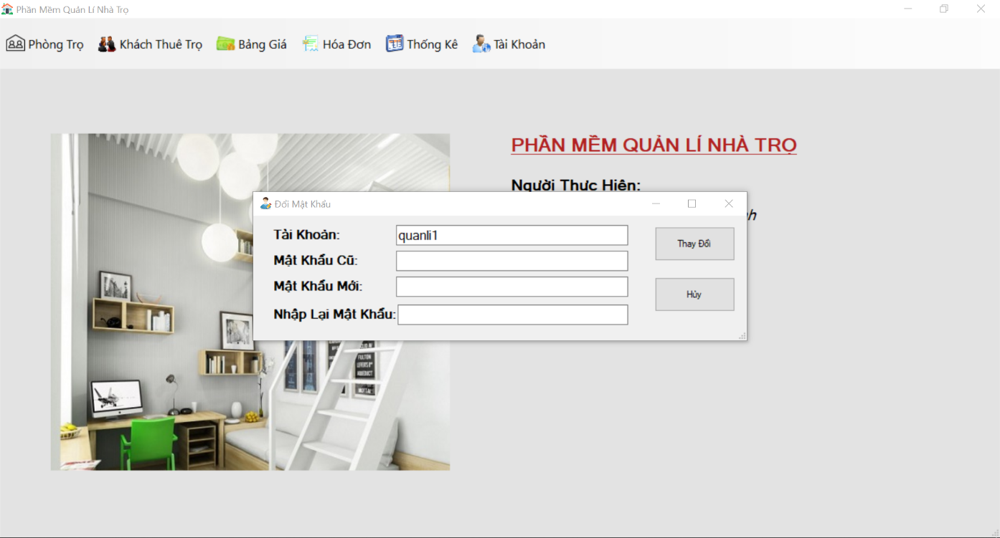 Phần Mềm Quản Lí Nhà Trọ
Phòng Trọ Khách Thuê Trọ Bảng Giá Hóa Đơn Thống Kê Tài Khoản
PHẦN MỀM QUẢN LÍ NHÀ TRỌ
Người Thực Hiện:
Đổi Mật Khẩu
Tài Khoản: quanli1
Thay Đổi
Mật Khẩu Cũ:
Mật Khẩu Mới:
Hủy
Nhập Lại Mật Khẩu: